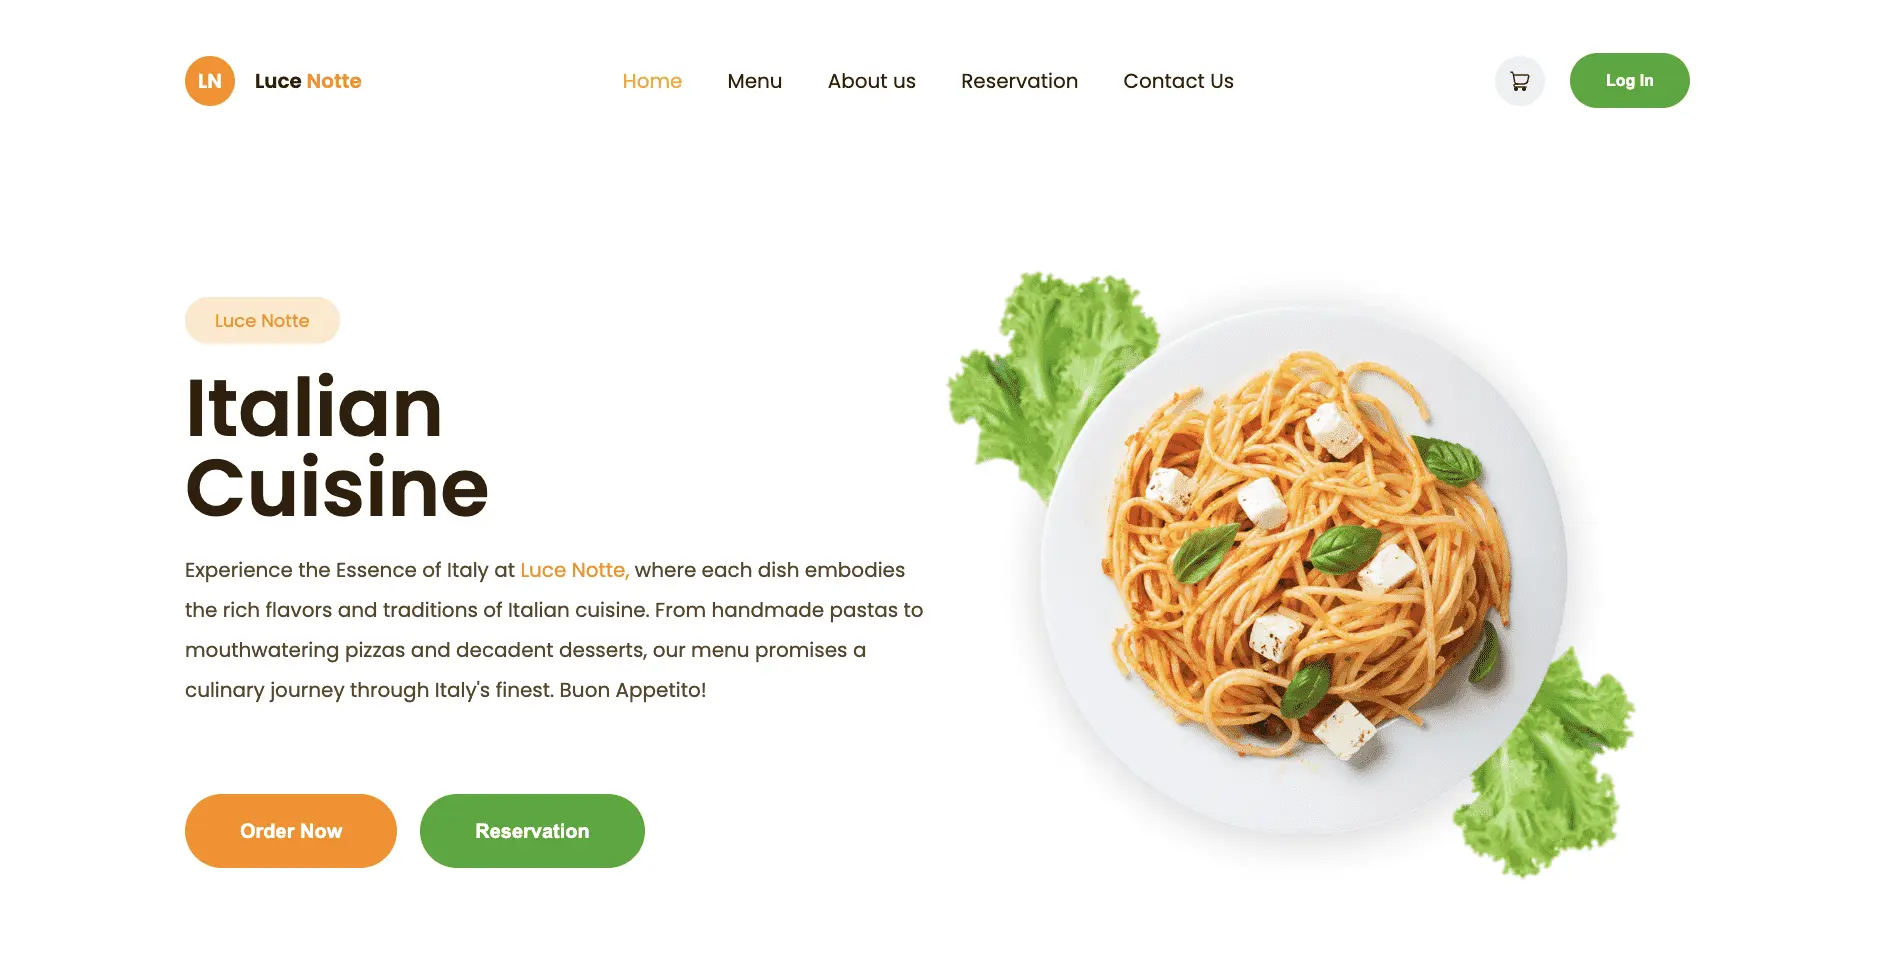 LN
Luce Notte
Home
Menu
About us
Reservation
Contact Us
Log In
Luce Notte
Italian
Cuisine
Experience the Essence of Italy at Luce Notte, where each dish embodies
the rich flavors and traditions of Italian cuisine. From handmade pastas to
mouthwatering pizzas and decadent desserts, our menu promises a
culinary journey through Italy's finest. Buon Appetito!
Order Now
Reservation